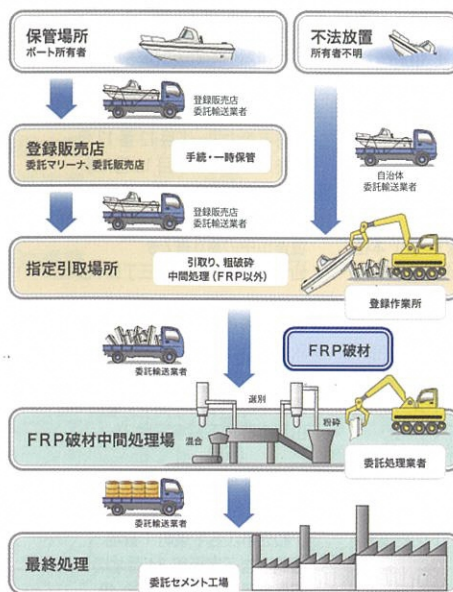 保管場所
ボート所有者
不法放置
所有者不明
登録販売店
委託輸送業者
登録販売店
委託マリーナ、委託販売店
手続・一時保管
自治体
委託輸送業者
登録販売店
委託輸送業者
指定引取場所
引取り、粗破砕
中間処理(FRP以外)
登録作業所
FRP破材
委託輸送業者
選別
粉砕
混合
FRP破材中間処理場
委託処理業者
委託輸送業者
最終処理
委託セメント工場